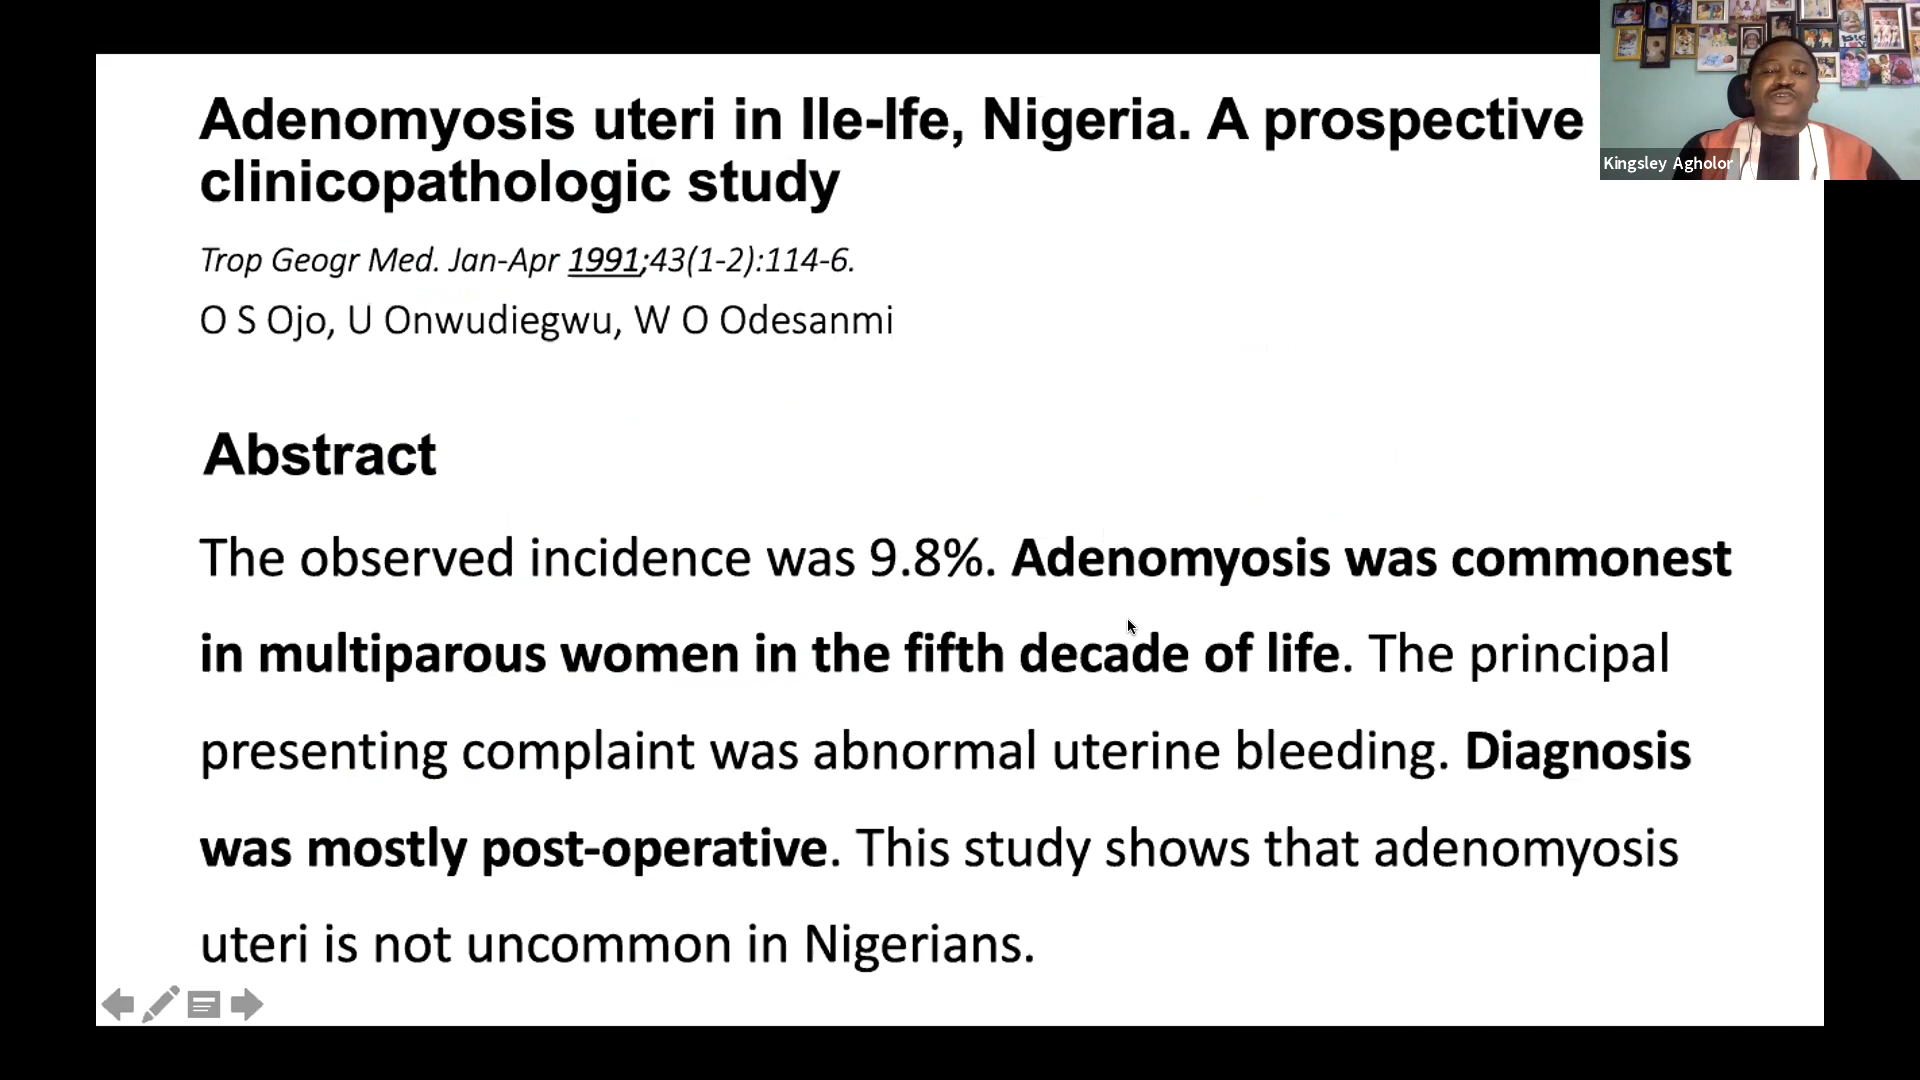 Adenomyosis uteri in Ile-Ife, Nigeria. A prospective
clinicopathologic study
Trop Geogr Med. Jan-Apr 1991;43(1-2):114-6.
O S Ojo, U Onwudiegwu, W O Odesanmi
Abstract
The observed incidence was 9.8%. Adenomyosis was commonest
in multiparous women in the fifth decade of life. The principal
presenting complaint was abnormal uterine bleeding. Diagnosis
was mostly post-operative. This study shows that adenomyosis
uteri is not uncommon in Nigerians.
Kingsley Agholor